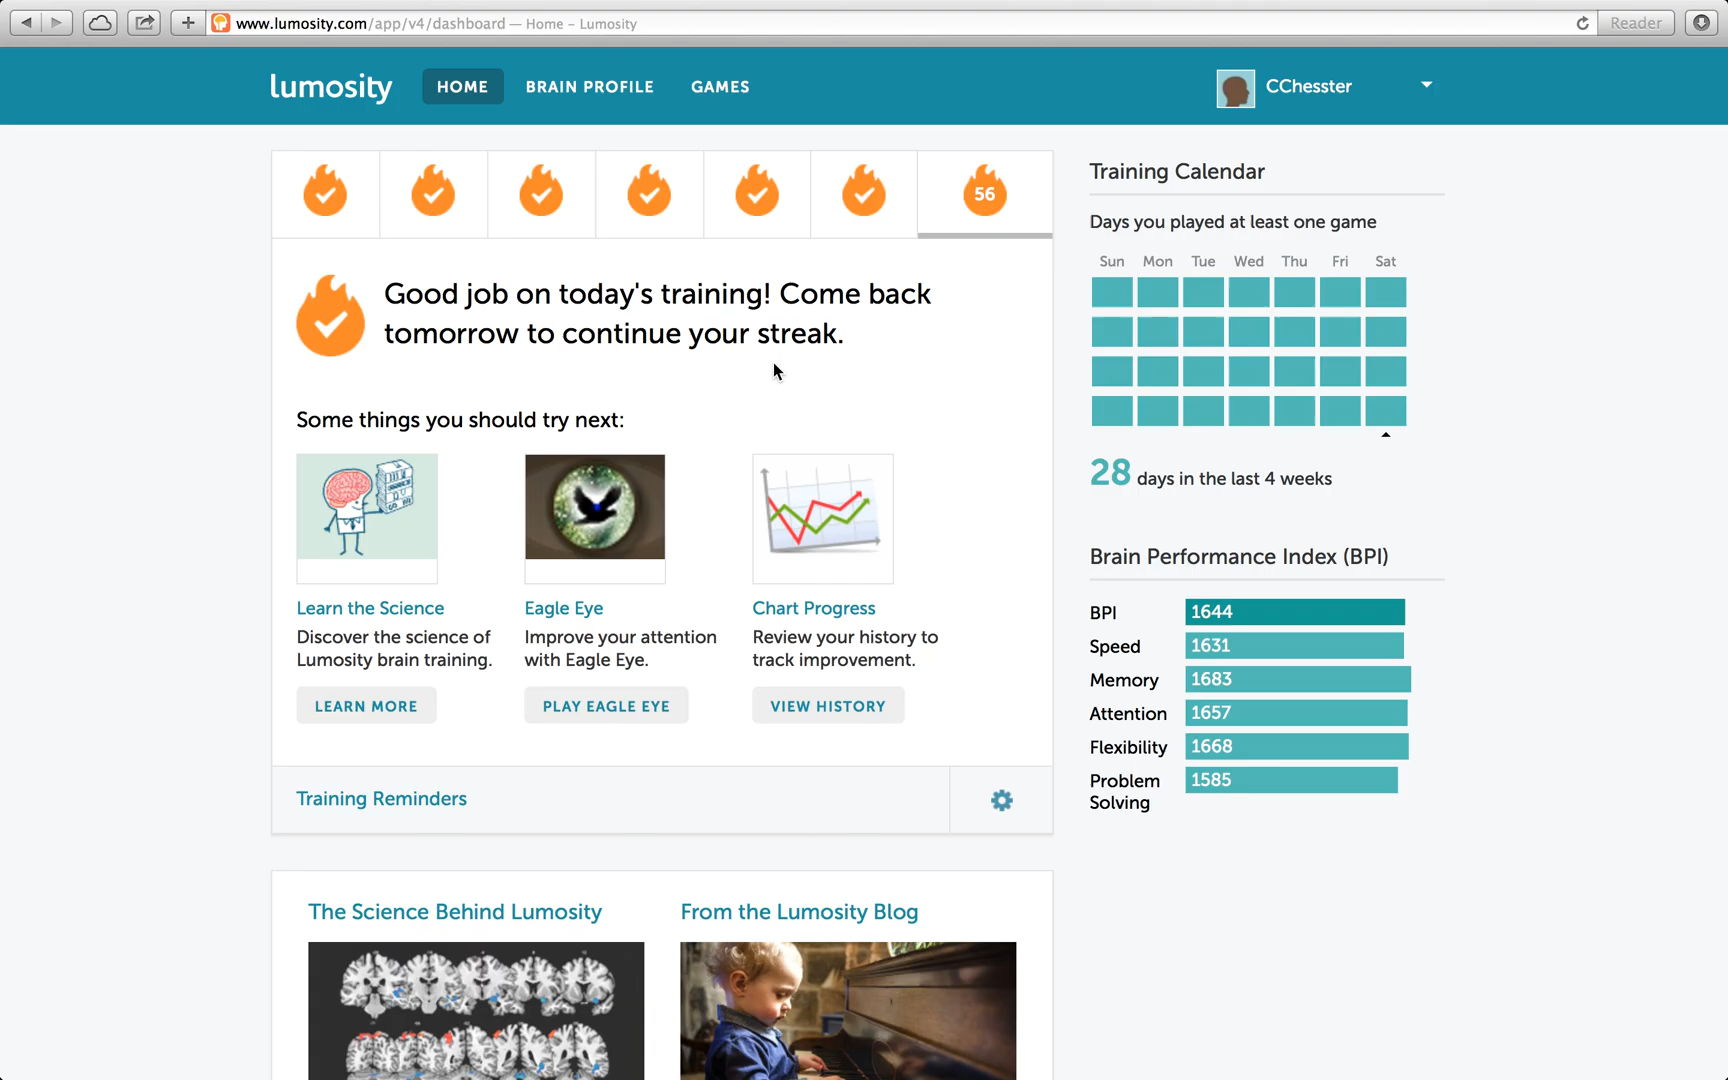 www.lumosity.com/app/v4/dashboard — Home – Lumosity
Reader
lumosity
HOME
BRAIN PROFILE
GAMES
CChesster
56
Good job on today's training! Come back
tomorrow to continue your streak.
Some things you should try next:
Learn the Science
Discover the science of
Lumosity brain training.
LEARN MORE
Eagle Eye
Improve your attention
with Eagle Eye.
PLAY EAGLE EYE
Chart Progress
Review your history to
track improvement.
VIEW HISTORY
Training Reminders
The Science Behind Lumosity
From the Lumosity Blog
Training Calendar
Days you played at least one game
Sun Mon Tue Wed Thu Fri Sat
28 days in the last 4 weeks
Brain Performance Index (BPI)
BPI 1644
Speed 1631
Memory 1683
Attention 1657
Flexibility 1668
Problem 1585
Solving